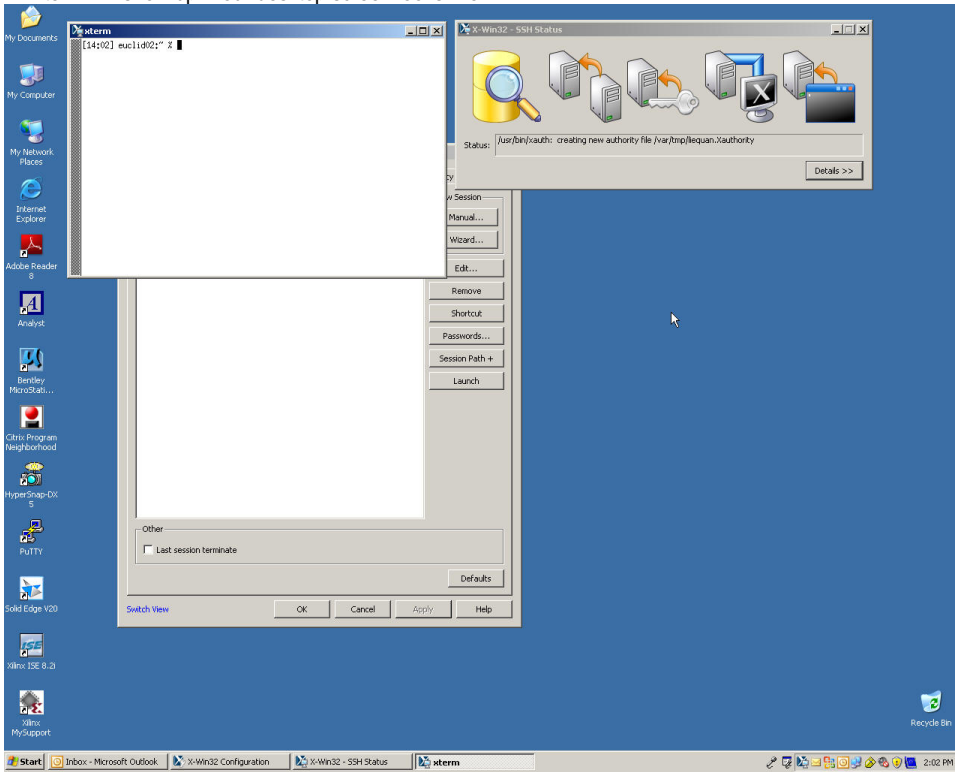 My Documents
My Computer
My Network
Places
Internet
Explorer
Adobe Reader
8
Analyst
Bentley
MicroStati...
Citrix Program
Neighborhood
HyperSnap-DX
5
PuTTY
Solid Edge V20
Xilinx ISE 8.2i
Xilinx
MySupport
xterm
[14:02] euclid02:~ %
X-Win32 - SSH Status
Status:
/usr/bin/xauth: creating new authority file /var/tmp/liequan.Xauthority
Details >>
w Session
Manual...
Wizard...
Edit...
Remove
Shortcut
Passwords...
Session Path +
Launch
Other
Last session terminate
Defaults
Switch View
OK
Cancel
Apply
Help
Recycle Bin
Start
Inbox - Microsoft Outlook
X-Win32 Configuration
X-Win32 - SSH Status
xterm
2:02 PM